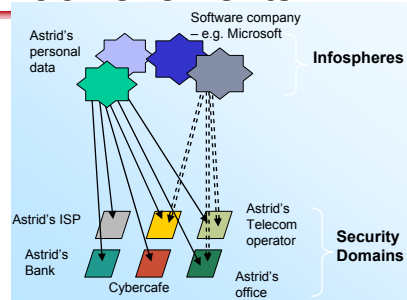 Astrid's
personal
data
Software company
– e.g. Microsoft
Infospheres
Astrid's ISP
Astrid's
Telecom
operator
Astrid's
Bank
Cybercafe
Astrid's
office
Security
Domains